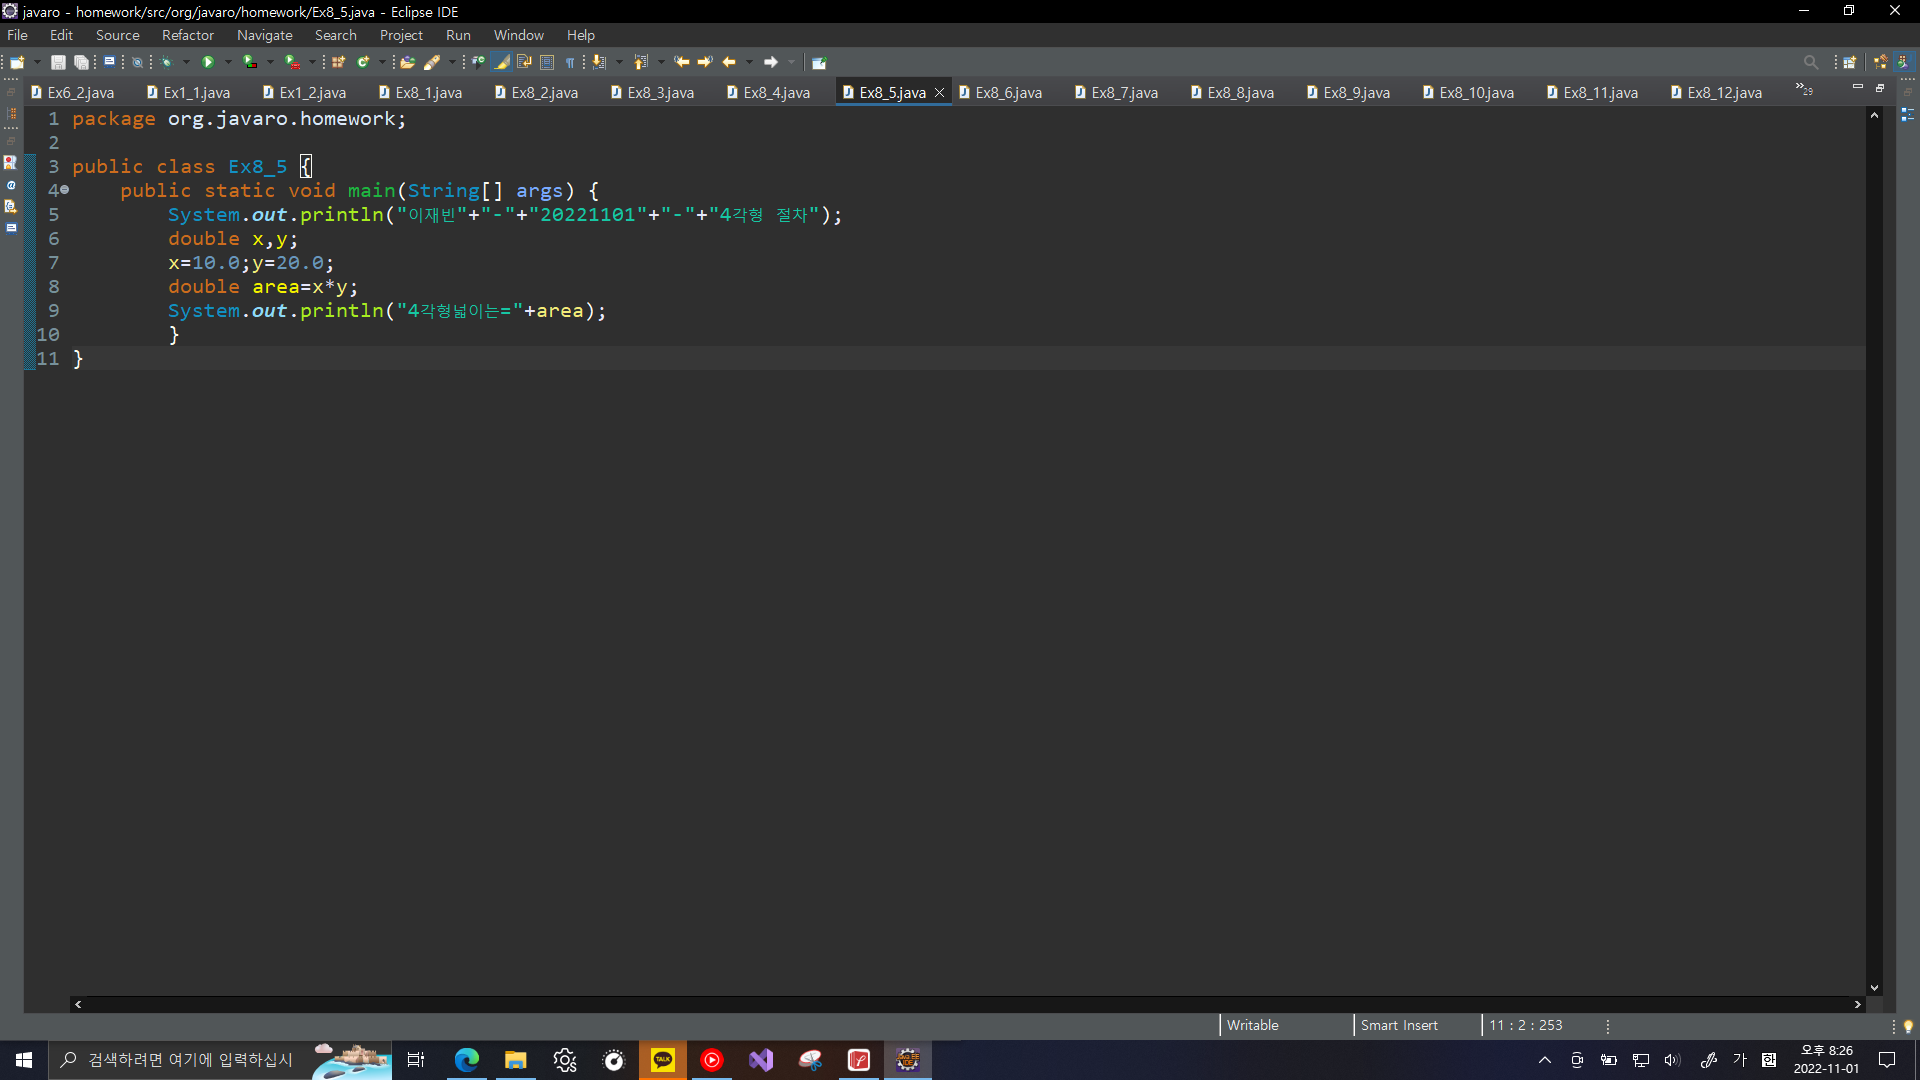 javaro - homework/src/org/javaro/homework/Ex8_5.java - Eclipse IDE
File Edit Source Refactor Navigate Search Project Run Window Help
Ex6_2.java Ex1_1.java Ex1_2.java Ex8_1.java Ex8_2.java Ex8_3.java Ex8_4.java Ex8_5.java Ex8_6.java Ex8_7.java Ex8_8.java Ex8_9.java Ex8_10.java Ex8_11.java Ex8_12.java »29
1 package org.javaro.homework;
2
3 public class Ex8_5 {
4 public static void main(String[] args) {
5 System.out.println("이재빈"+"-"+"20221101"+"-"+"4각형 절차");
6 double x,y;
7 x=10.0;y=20.0;
8 double area=x*y;
9 System.out.println("4각형넓이는="+area);
10 }
11 }
Writable Smart Insert 11 : 2 : 253
검색하려면 여기에 입력하십시
TALK
JAVA EE
IDE
가 한 오후 8:26
2022-11-01